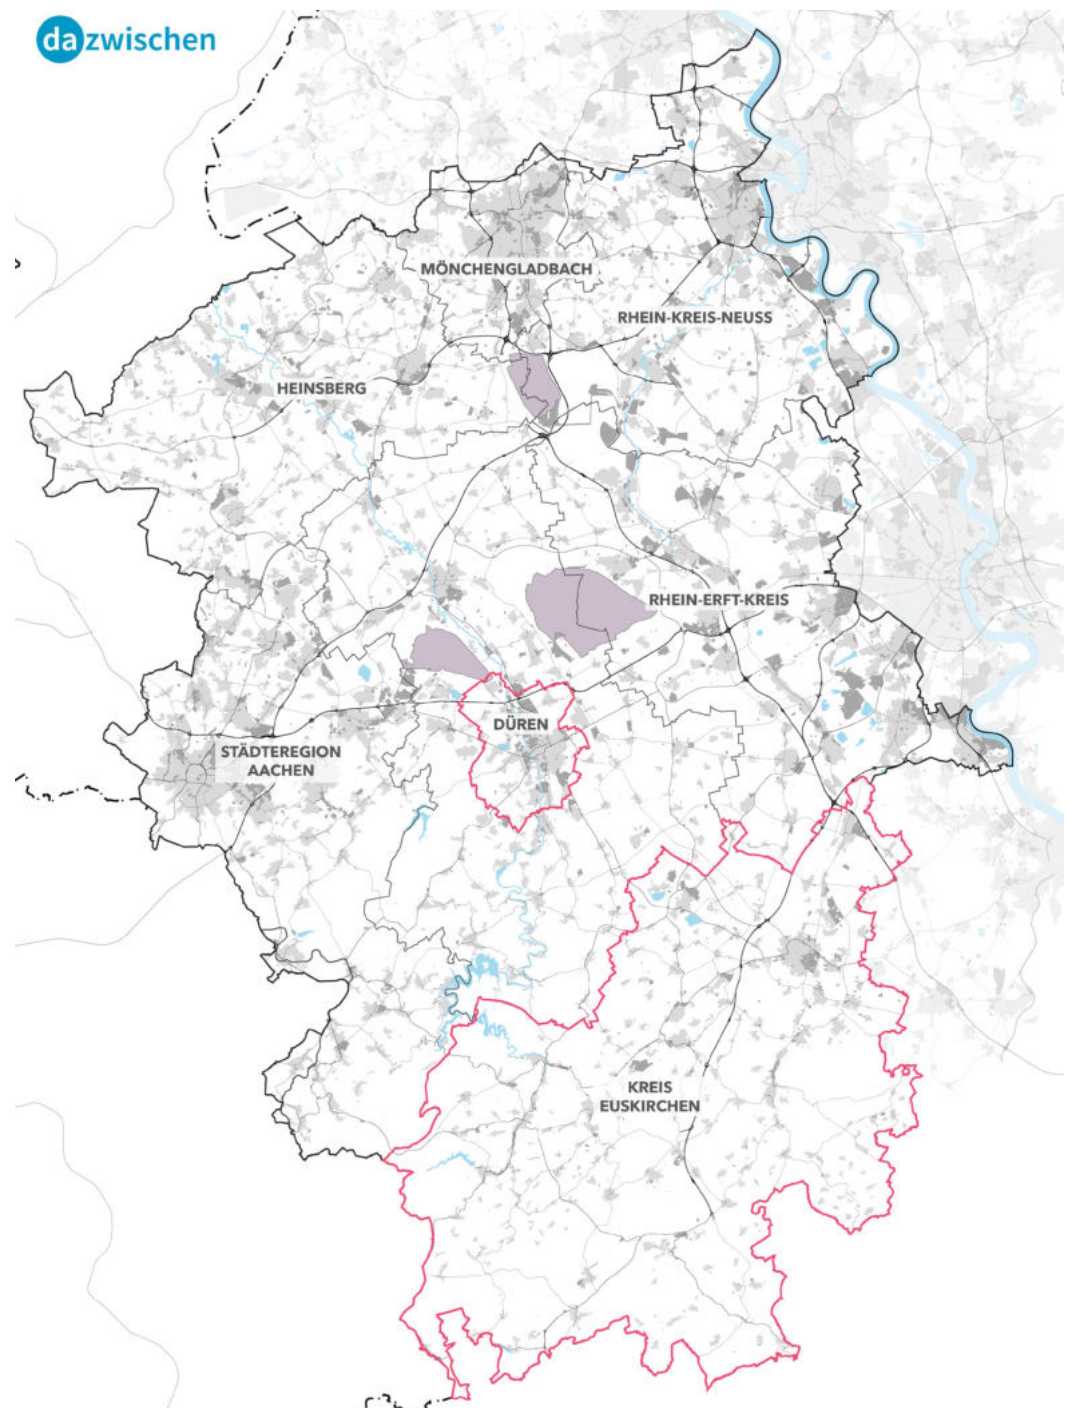 dazwischen
MÖNCHENGLADBACH
RHEIN-KREIS-NEUSS
HEINSBERG
RHEIN-ERFT-KREIS
DÜREN
STÄDTEREGION
AACHEN
KREIS
EUSKIRCHEN